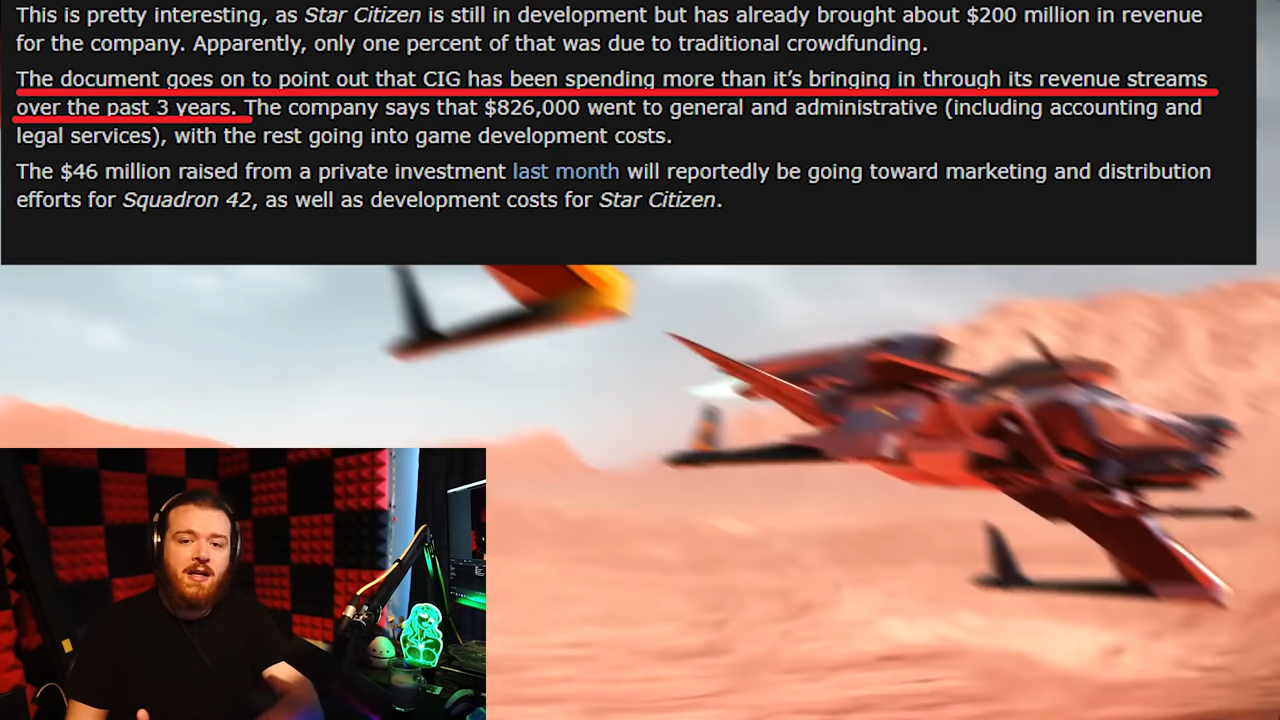 This is pretty interesting, as Star Citizen is still in development but has already brought about $200 million in revenue
for the company. Apparently, only one percent of that was due to traditional crowdfunding.
The document goes on to point out that CIG has been spending more than it’s bringing in through its revenue streams
over the past 3 years. The company says that $826,000 went to general and administrative (including accounting and
legal services), with the rest going into game development costs.
The $46 million raised from a private investment last month will reportedly be going toward marketing and distribution
efforts for Squadron 42, as well as development costs for Star Citizen.